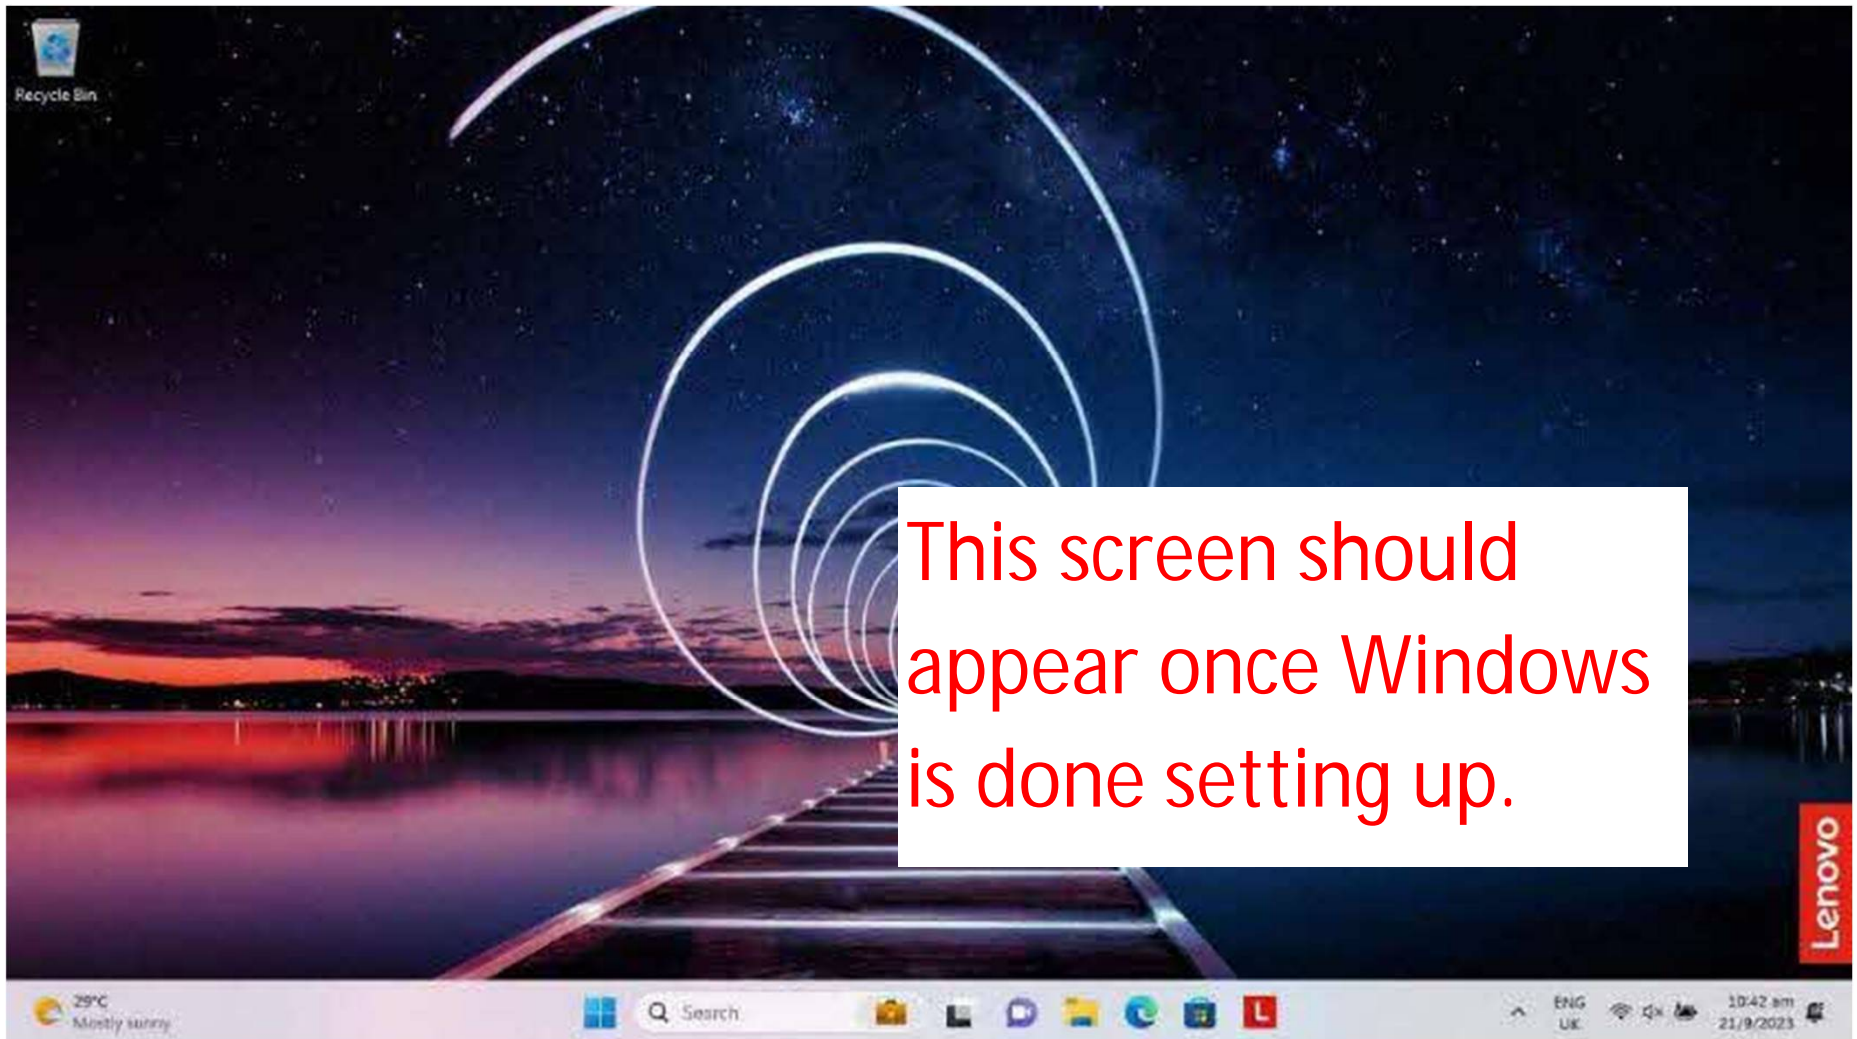 Recycle Bin
This screen should
appear once Windows
is done setting up.
Lenovo
29°C
Mostly sunny
Search
L
ENG
UK
10:42 am
21/9/2023